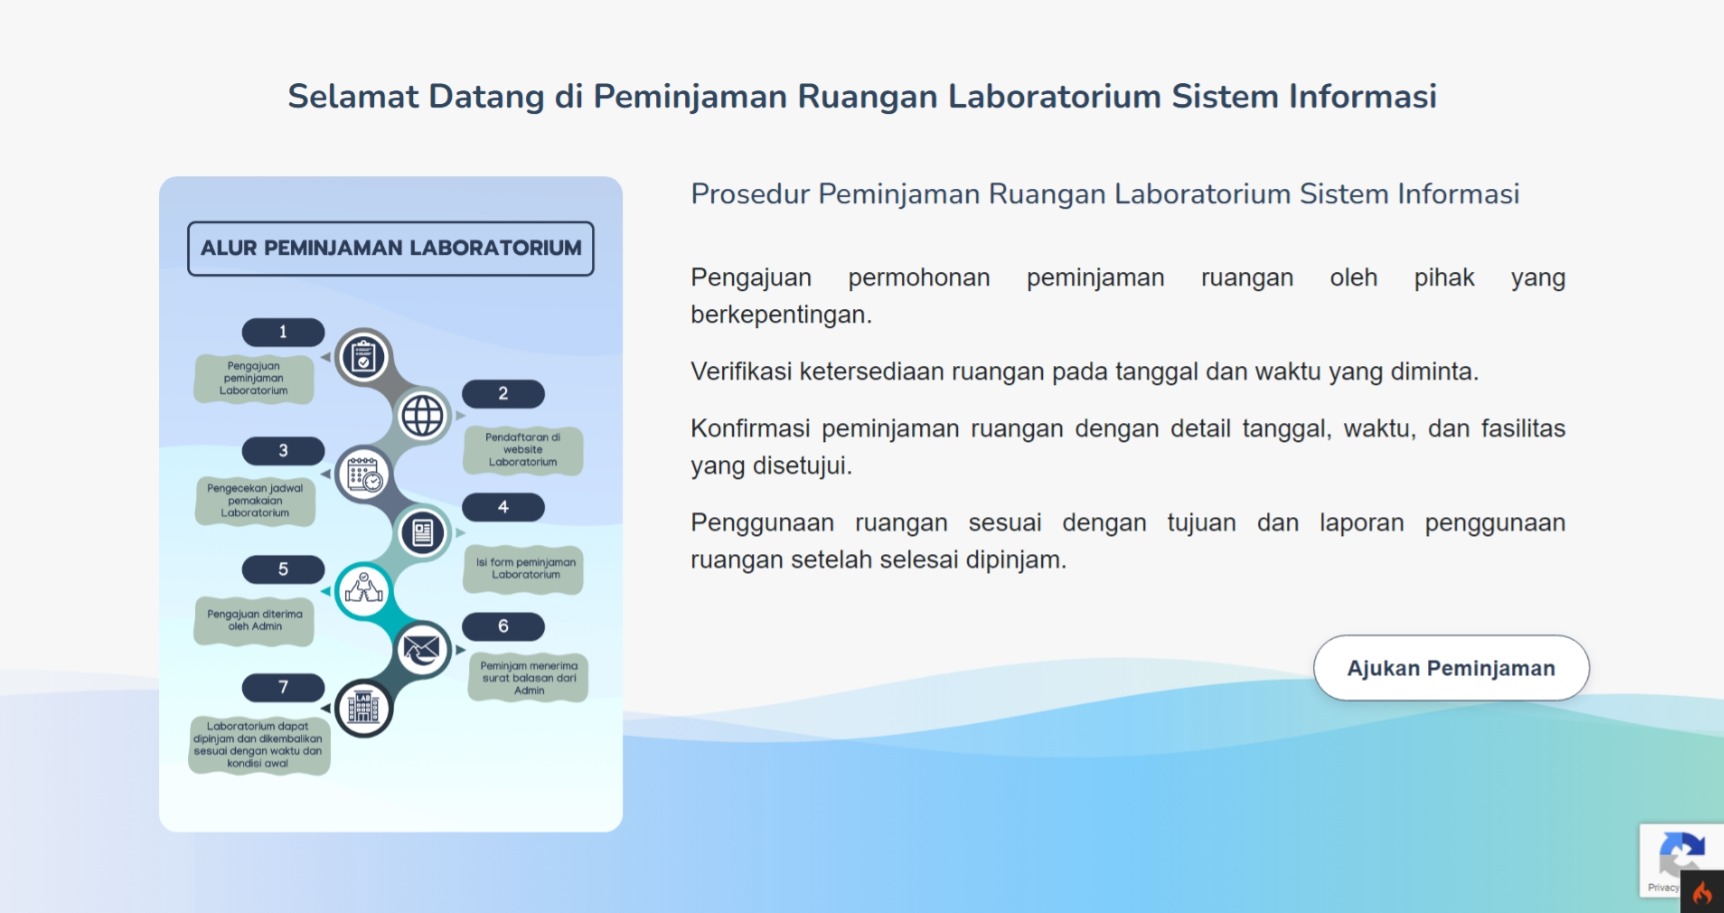 Selamat Datang di Peminjaman Ruangan Laboratorium Sistem Informasi
ALUR PEMINJAMAN LABORATORIUM
1
Pengajuan
peminjaman
Laboratorium
2
Pendaftaran di
website
Laboratorium
3
Pengecekan jadwal
pemakaian
Laboratorium
4
Isi form peminjaman
Laboratorium
5
Pengajuan diterima
oleh Admin
6
Peminjam menerima
surat balasan dari
Admin
7
LAB
Laboratorium dapat
dipinjam dan dikembalikan
sesuai dengan waktu dan
kondisi awal
Prosedur Peminjaman Ruangan Laboratorium Sistem Informasi
Pengajuan permohonan peminjaman ruangan oleh pihak yang
berkepentingan.
Verifikasi ketersediaan ruangan pada tanggal dan waktu yang diminta.
Konfirmasi peminjaman ruangan dengan detail tanggal, waktu, dan fasilitas
yang disetujui.
Penggunaan ruangan sesuai dengan tujuan dan laporan penggunaan
ruangan setelah selesai dipinjam.
Ajukan Peminjaman
Privacy